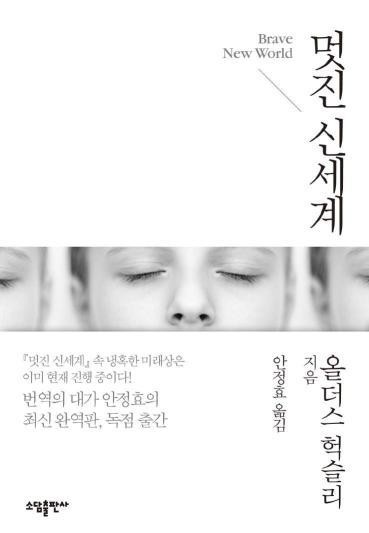 Brave
New World
멋진 신세계
올더스 헉슬리
지음
안정효 옮김
『멋진 신세계』 속 냉혹한 미래상은
이미 현재 진행 중이다!
번역의 대가 안정효의
최신 완역판, 독점 출간
소담출판사